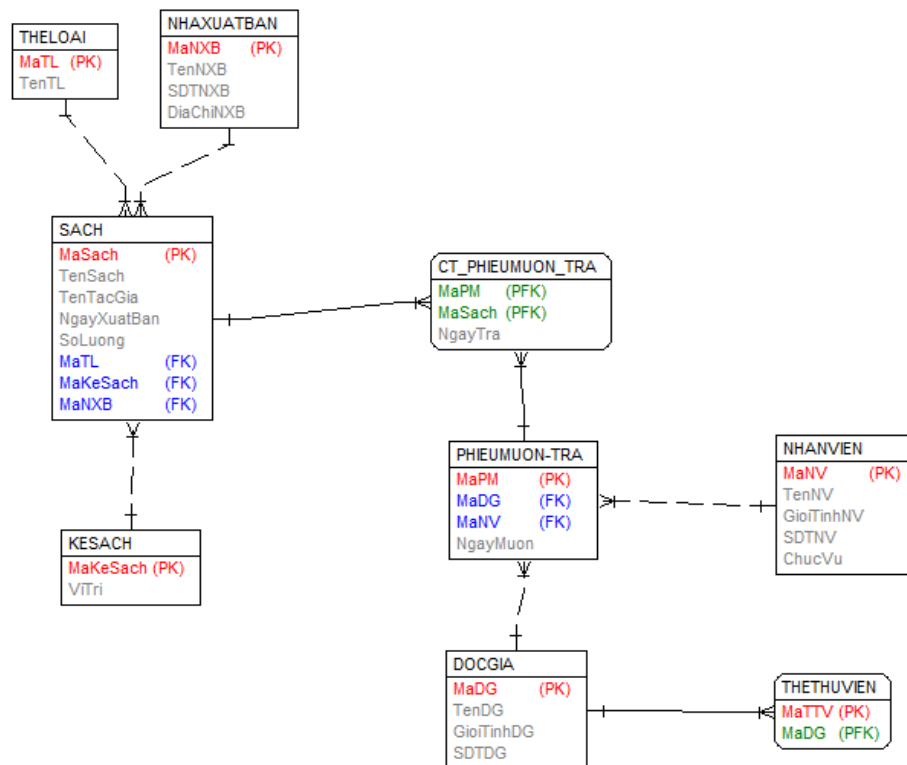 THELOAI
MaTL (PK)
TenTL
NHAXUATBAN
MaNXB (PK)
TenNXB
SDTNXB
DiaChiNXB
SACH
MaSach (PK)
TenSach
TenTacGia
NgayXuatBan
SoLuong
MaTL (FK)
MaKeSach (FK)
MaNXB (FK)
CT_PHIEUMUON_TRA
MaPM (PFK)
MaSach (PFK)
NgayTra
PHIEUMUON-TRA
MaPM (PK)
MaDG (FK)
MaNV (FK)
NgayMuon
NHANVIEN
MaNV (PK)
TenNV
GioiTinhNV
SDTNV
ChucVu
KESACH
MaKeSach (PK)
ViTri
DOCGIA
MaDG (PK)
TenDG
GioiTinhDG
SDTDG
THETHUVIEN
MaTTV (PK)
MaDG (PFK)